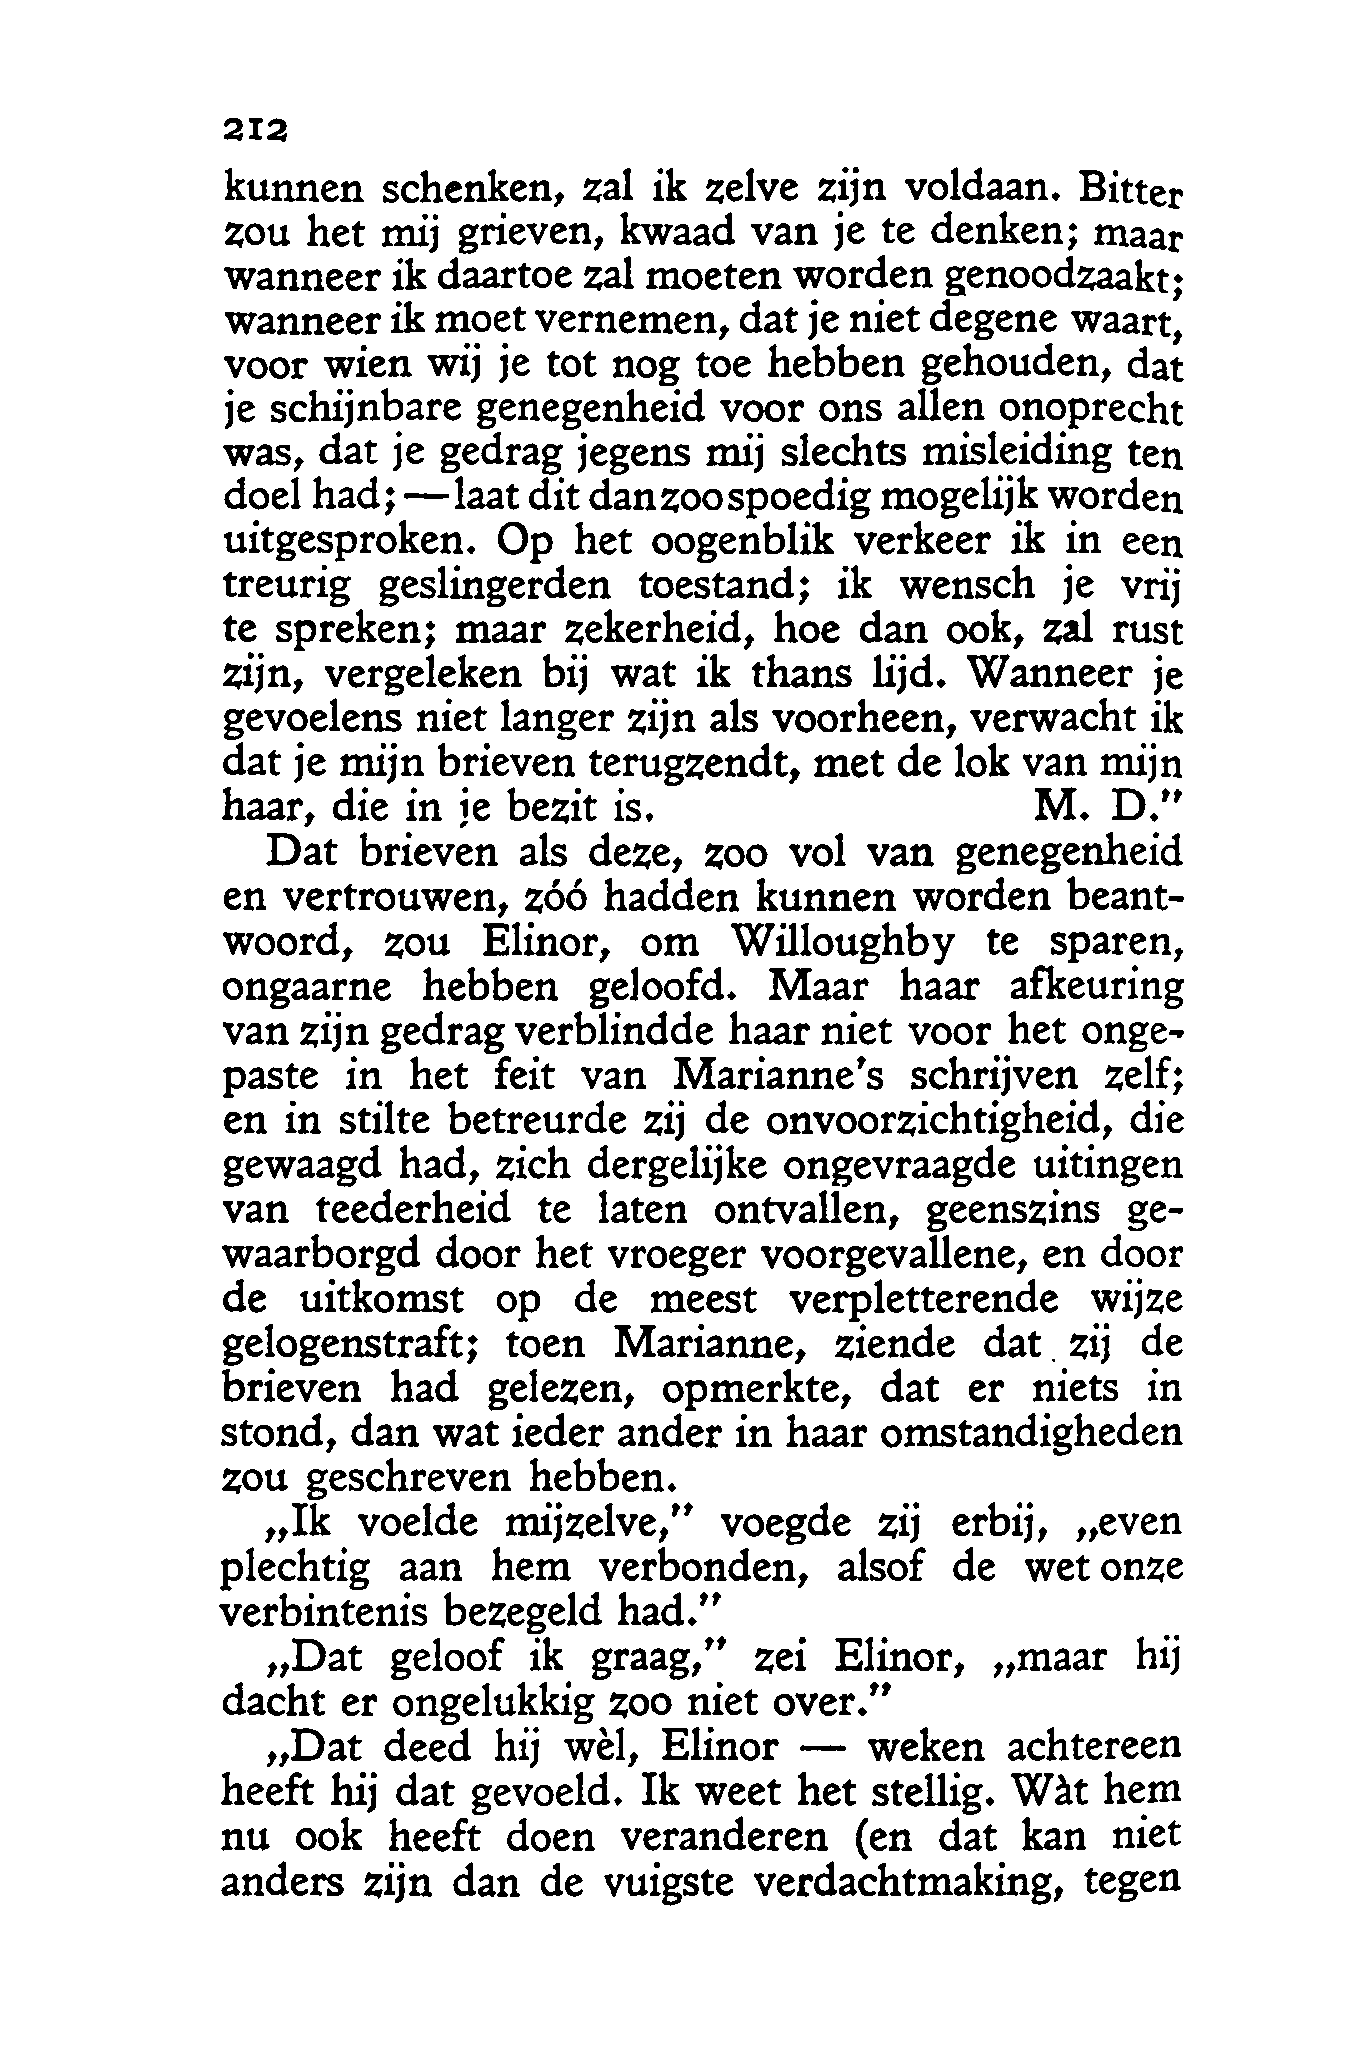 212
kunnen schenken, zal ik zelve zijn voldaan. Bitter
zou het mij grieven, kwaad van je te denken; maar
wanneer ik daartoe zal moeten worden genoodzaakt;
wanneer ik moet vernemen, dat je niet degene waart,
voor wien wij je tot nog toe hebben gehouden, dat
je schijnbare genegenheid voor ons allen onoprecht
was, dat je gedrag jegens mij slechts misleiding ten
doel had; — laat dit dan zoo spoedig mogelijk worden
uitgesproken. Op het oogenblik verkeer ik in een
treurig geslingerden toestand; ik wensch je vrij
te spreken; maar zekerheid, hoe dan ook, zal rust
zijn, vergeleken bij wat ik thans lijd. Wanneer je
gevoelens niet langer zijn als voorheen, verwacht ik
dat je mijn brieven terugzendt, met de lok van mijn
haar, die in je bezit is. M. D."
Dat brieven als deze, zoo vol van genegenheid
en vertrouwen, zóó hadden kunnen worden beant-
woord, zou Elinor, om Willoughby te sparen,
ongaarne hebben geloofd. Maar haar afkeuring
van zijn gedrag verblindde haar niet voor het onge-
paste in het feit van Marianne's schrijven zelf;
en in stilte betreurde zij de onvoorzichtigheid, die
gewaagd had, zich dergelijke ongevraagde uitingen
van teederheid te laten ontvallen, geenszins ge-
waarborgd door het vroeger voorgevallene, en door
de uitkomst op de meest verpletterende wijze
gelogenstraft; toen Marianne, ziende dat zij de
brieven had gelezen, opmerkte, dat er niets in
stond, dan wat ieder ander in haar omstandigheden
zou geschreven hebben.
„Ik voelde mijzelve," voegde zij erbij, „even
plechtig aan hem verbonden, alsof de wet onze
verbintenis bezegeld had."
„Dat geloof ik graag," zei Elinor, „maar hij
dacht er ongelukkig zoo niet over."
„Dat deed hij wèl, Elinor — weken achtereen
heeft hij dat gevoeld. Ik weet het stellig. Wàt hem
nu ook heeft doen veranderen (en dat kan niet
anders zijn dan de vuigste verdachtmaking, tegen